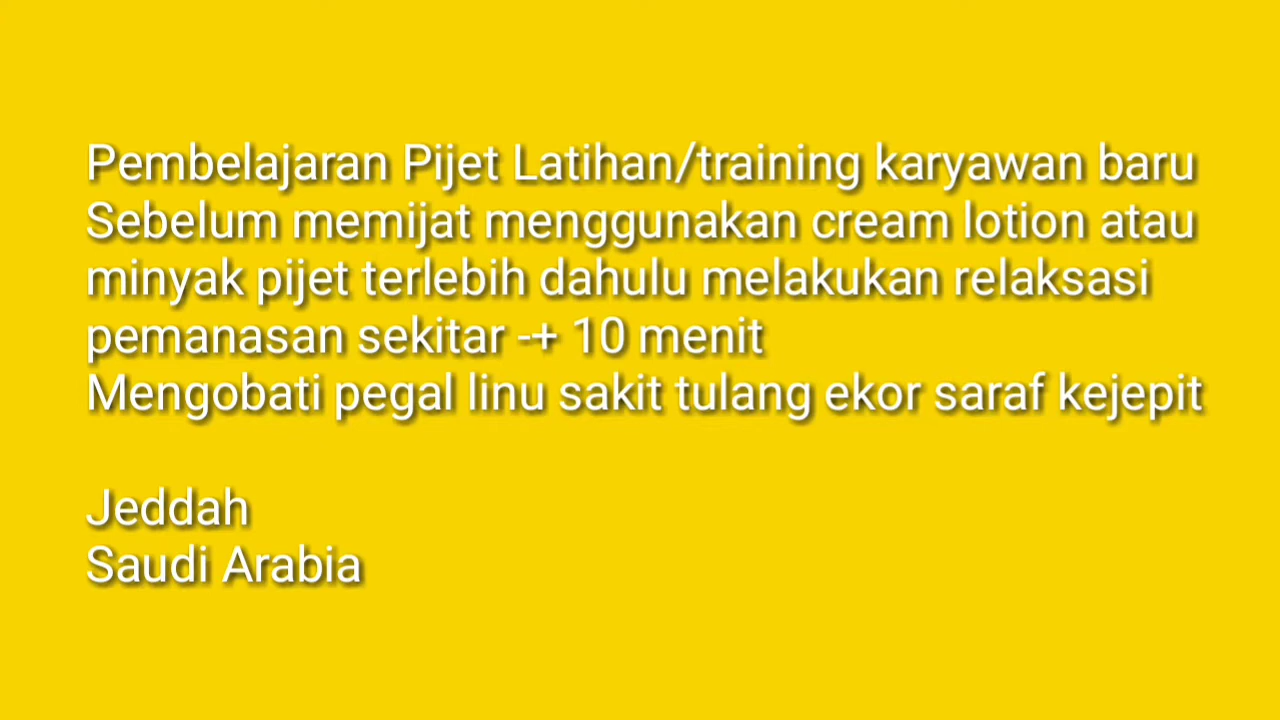 Pembelajaran Pijet Latihan/training karyawan baru
Sebelum memijat menggunakan cream lotion atau
minyak pijet terlebih dahulu melakukan relaksasi
pemanasan sekitar -+ 10 menit
Mengobati pegal linu sakit tulang ekor saraf kejepit
Jeddah
Saudi Arabia